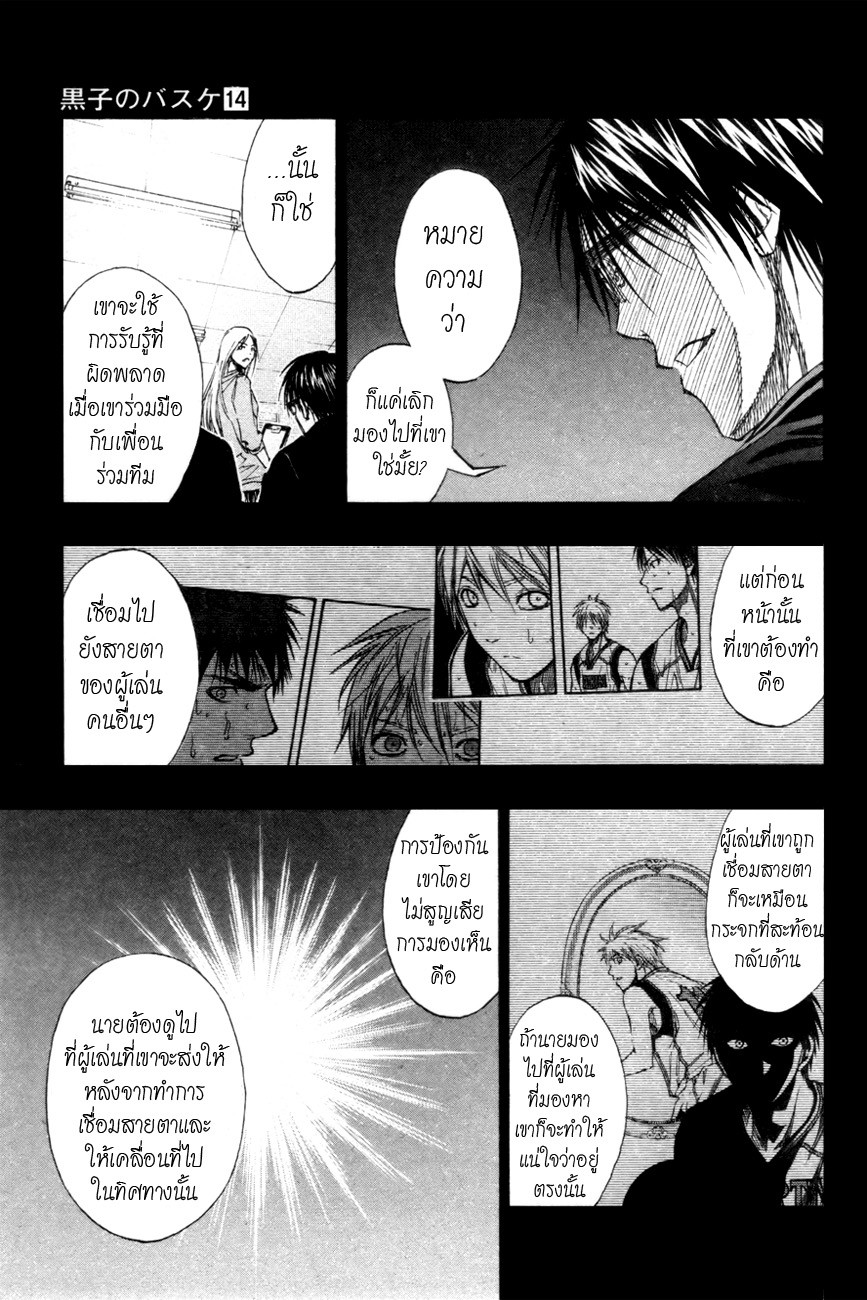 黒子のバスケ14
หมาย
ความ
ว่า
ก็แค่เลิก
มองไปที่เขา
ใช่มั้ย?
...นั้น
ก็ใช่
เขาจะใช้
การรับรู้ที่
ผิดพลาด
เมื่อเขาร่วมมือ
กับเพื่อน
ร่วมทีม
แต่ก่อน
หน้านั้น
ที่เขาต้องทำ
คือ
เชื่อมไป
ยังสายตา
ของผู้เล่น
คนอื่นๆ
ผู้เล่นที่เขาถูก
เชื่อมสายตา
ก็จะเหมือน
กระจกที่สะท้อน
กลับด้าน
ถ้านายมอง
ไปที่ผู้เล่น
ที่มองหา
เขาก็จะทำให้
แน่ใจว่าอยู่
ตรงนั้น
การป้องกัน
เขาโดย
ไม่สูญเสีย
การมองเห็น
คือ
นายต้องดูไป
ที่ผู้เล่นที่เขาจะส่งให้
หลังจากทำการ
เชื่อมสายตาและ
ให้เคลื่อนที่ไป
ในทิศทางนั้น